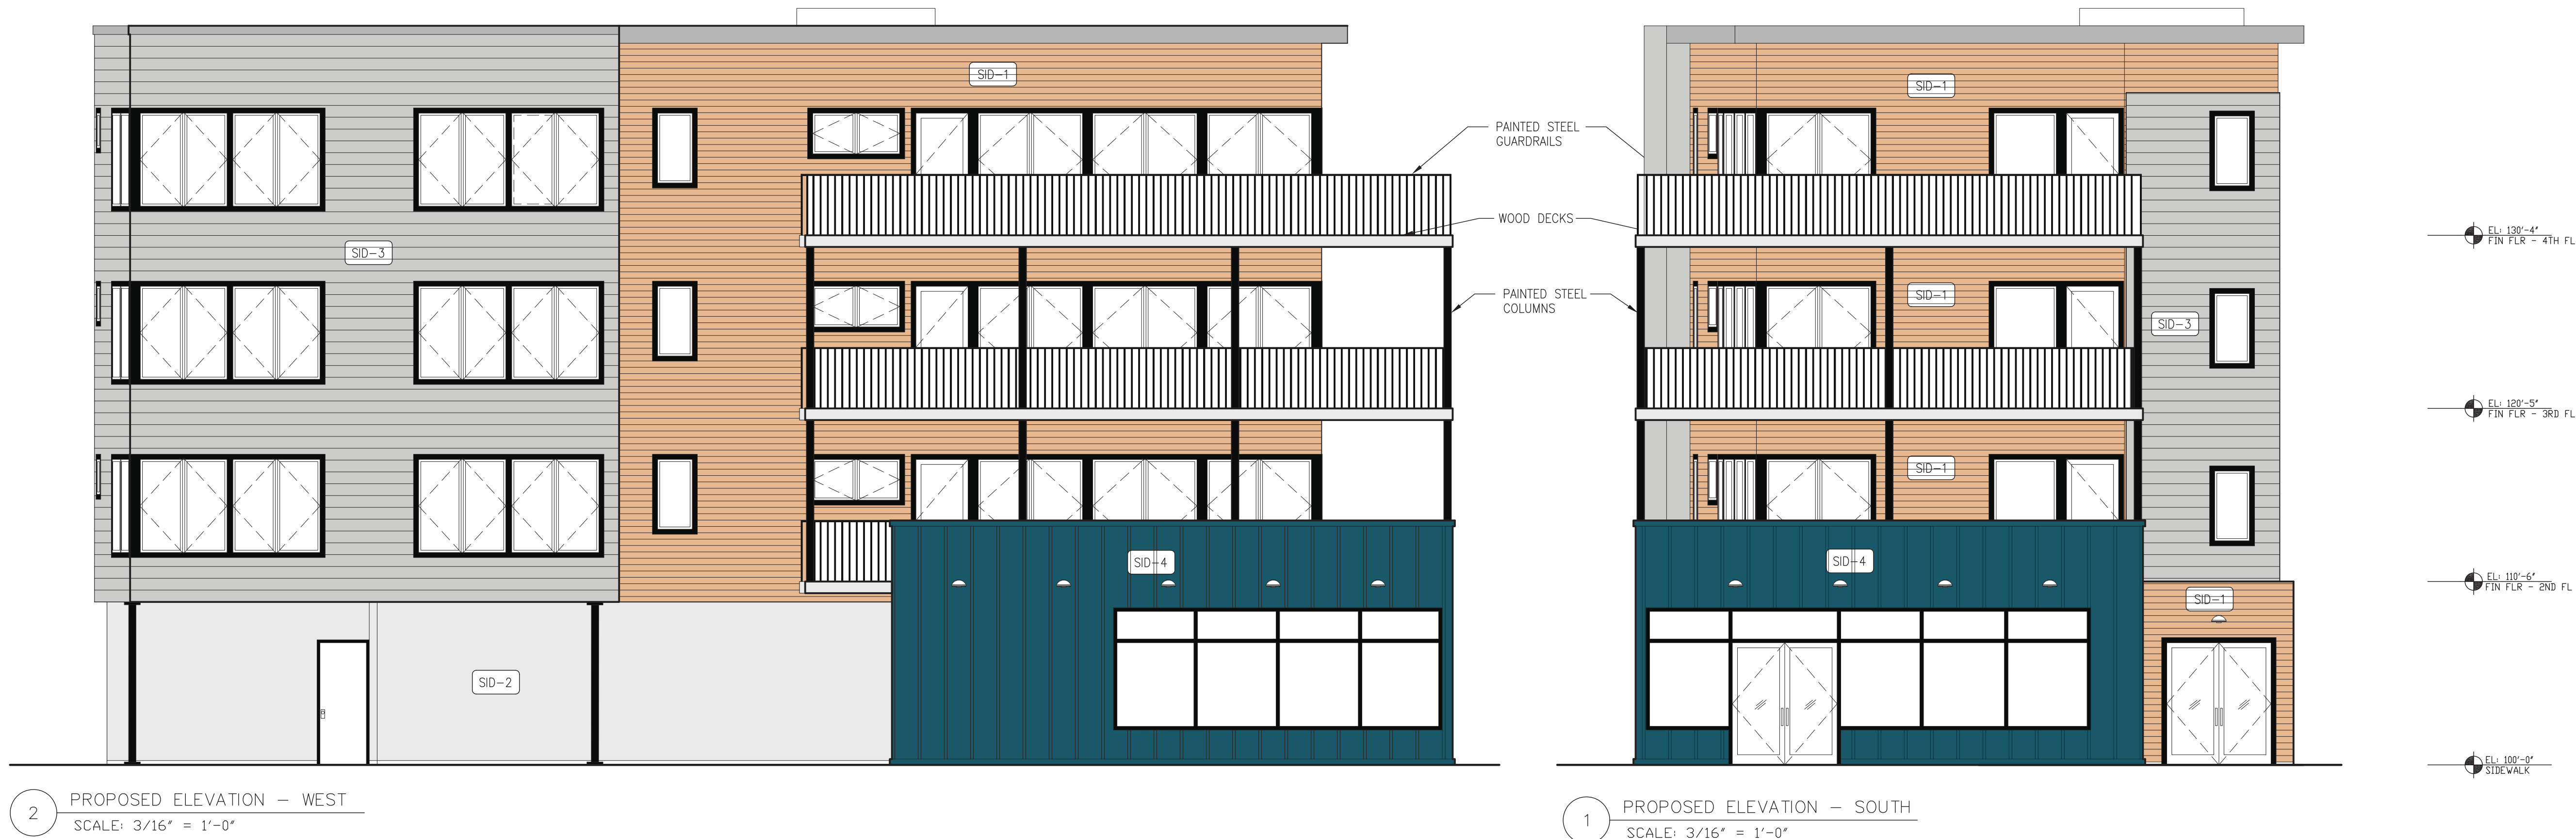 SID-1
SID-3
SID-2
SID-4
PAINTED STEEL
GUARDRAILS
WOOD DECKS
PAINTED STEEL
COLUMNS
SID-1
SID-1
SID-3
SID-1
SID-4
SID-1
EL: 130'-4"
FIN FLR - 4TH FL
EL: 120'-5"
FIN FLR - 3RD FL
EL: 110'-6"
FIN FLR - 2ND FL
EL: 100'-0"
SIDEWALK
2
PROPOSED ELEVATION - WEST
SCALE: 3/16" = 1'-0"
1
PROPOSED ELEVATION - SOUTH
SCALE: 3/16" = 1'-0"